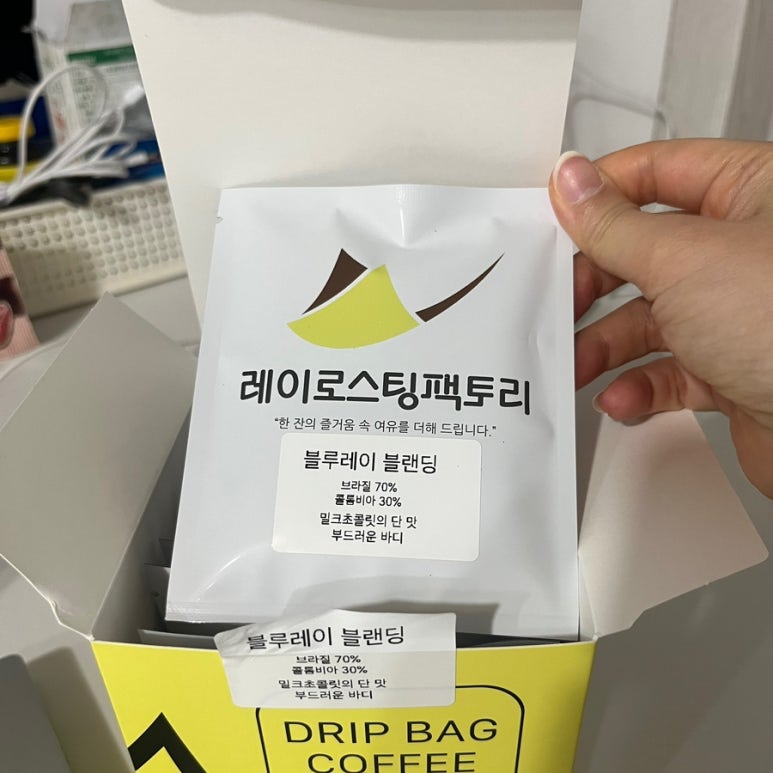 레이로스팅팩토리
“한 잔의 즐거움 속 여유를 더해 드립니다.”
블루레이 블랜딩
브라질 70%
콜롬비아 30%
밀크초콜릿의 단 맛
부드러운 바디
블루레이 블랜딩
브라질 70%
콜롬비아 30%
밀크초콜릿의 단 맛
부드러운 바디
DRIP BAG
COFFEE